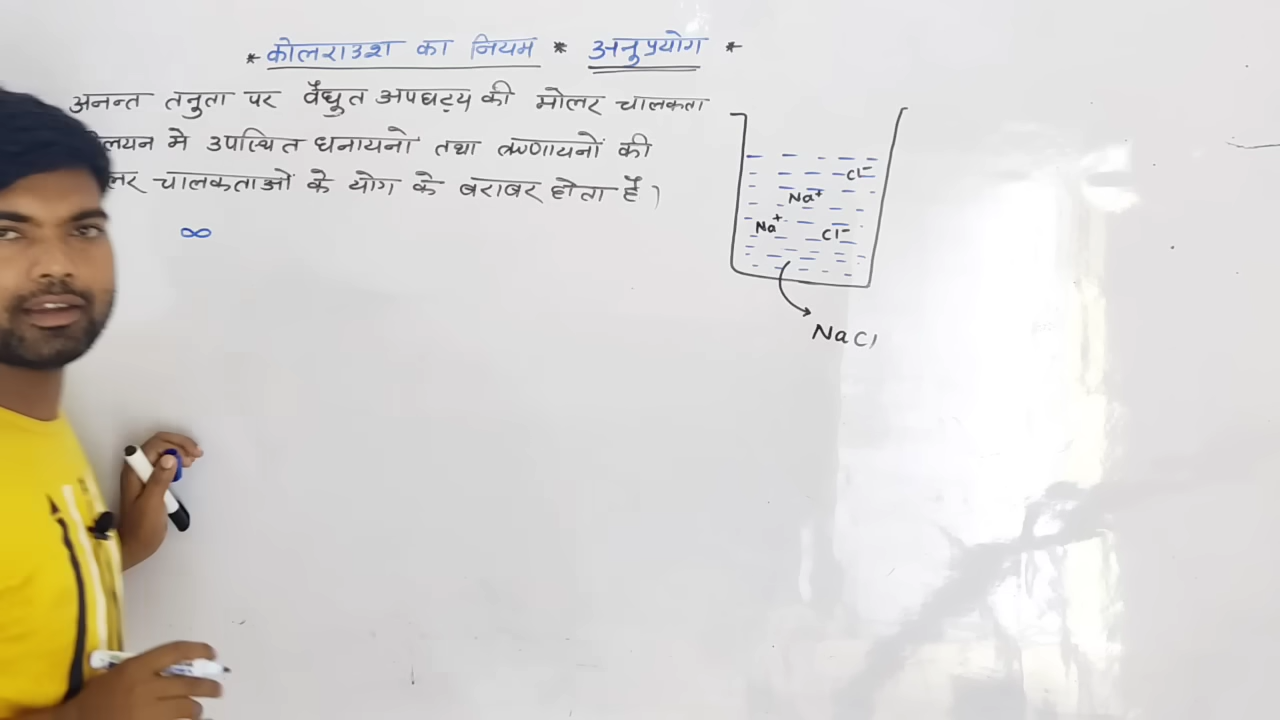 * कोलराउश का नियम * अनुप्रयोग *
अनन्त तनुता पर वैद्युत अपघट्य की मोलर चालकता
लयन मे उपस्थित धनायनो तथा ऋणायनों की
लर चालकताओं के योग के बराबर होता है।
∞
Cl⁻
Na⁺
Na⁺ Cl⁻
NaCl